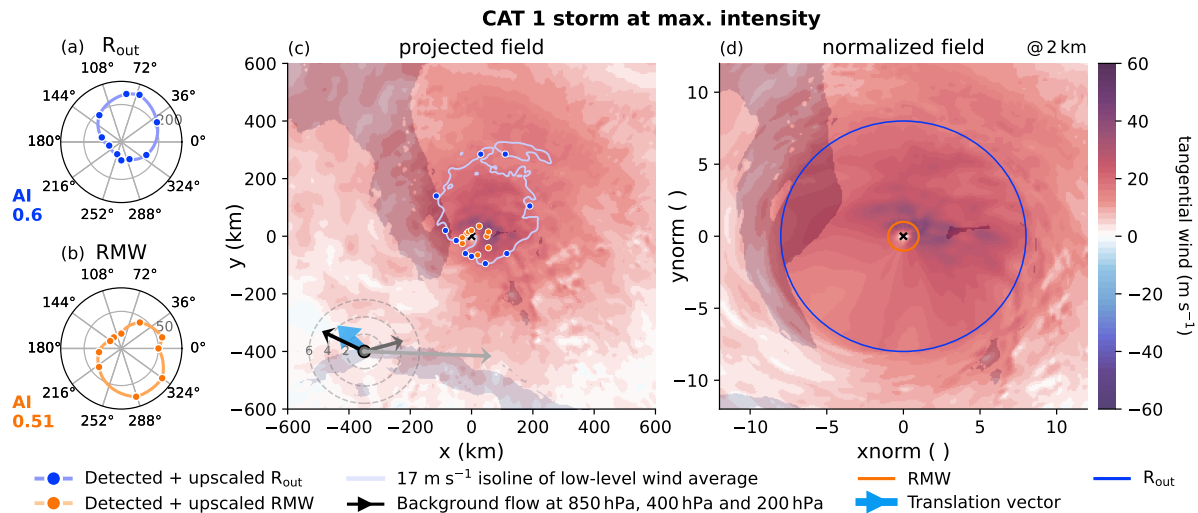 CAT 1 storm at max. intensity
(a)
R_out
108° 72°
144° 36°
200
180° 0°
216° 324°
252° 288°
AI
0.6
(b)
RMW
108° 72°
144° 36°
50
180° 0°
216° 324°
252° 288°
AI
0.51
(c) projected field
600
400
200
0
−200
−400
−600
y (km)
6 4 2
−600 −400 −200 0 200 400 600
x (km)
(d) normalized field @ 2 km
10
5
0
−5
−10
ynorm ( )
−10 −5 0 5 10
xnorm ( )
60
40
20
0
−20
−40
−60
tangential wind (m s⁻¹)
Detected + upscaled R_out
Detected + upscaled RMW
17 m s⁻¹ isoline of low-level wind average
Background flow at 850 hPa, 400 hPa and 200 hPa
RMW
Translation vector
R_out